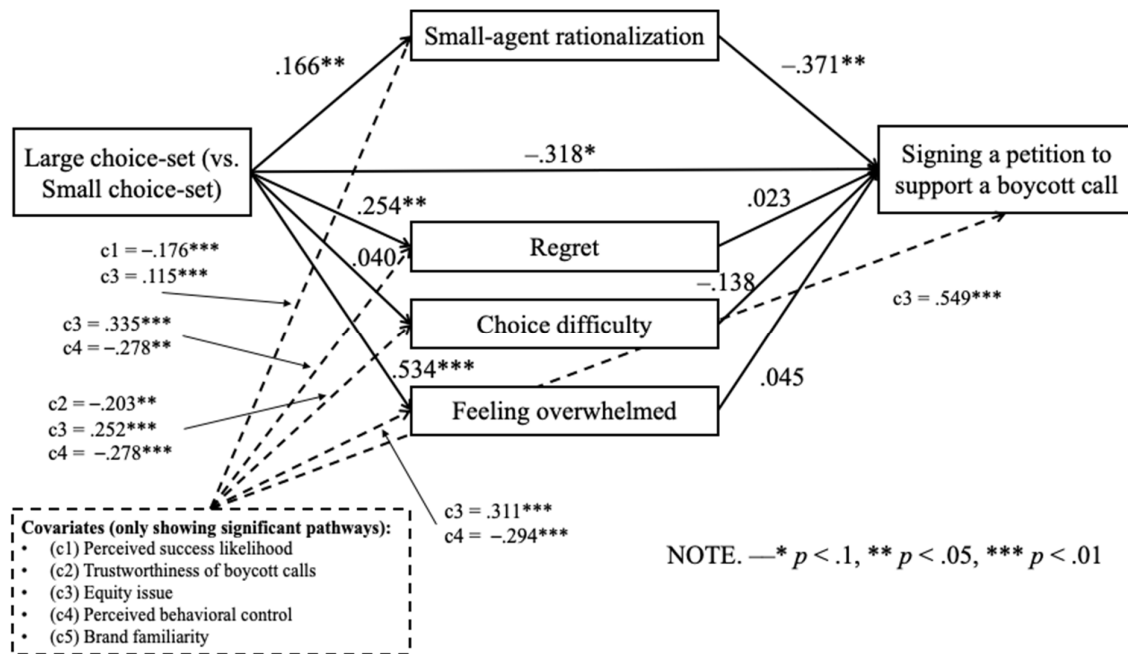 Small-agent rationalization
.166**
–.371**
Large choice-set (vs.
Small choice-set)
–.318*
Signing a petition to
support a boycott call
.254**
.023
Regret
.040
–.138
c1 = –.176***
c3 = .115***
c3 = .549***
c3 = .335***
c4 = –.278**
Choice difficulty
.534***
.045
c2 = –.203**
c3 = .252***
c4 = –.278***
Feeling overwhelmed
c3 = .311***
c4 = –.294***
Covariates (only showing significant pathways):
• (c1) Perceived success likelihood
• (c2) Trustworthiness of boycott calls
• (c3) Equity issue
• (c4) Perceived behavioral control
• (c5) Brand familiarity
NOTE. —* p < .1, ** p < .05, *** p < .01